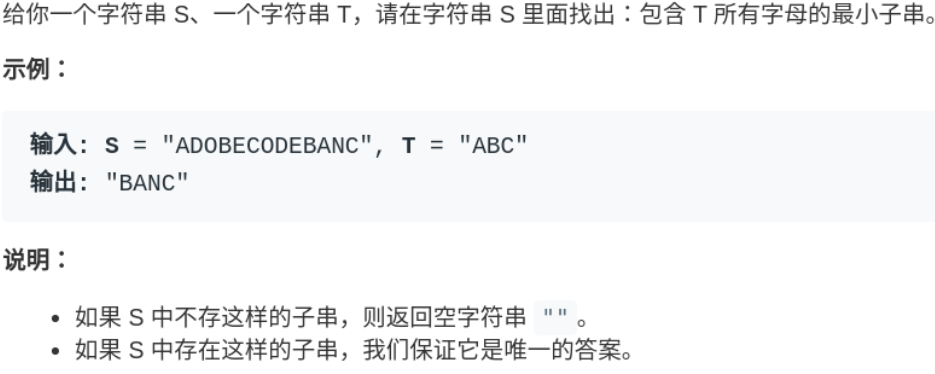 给你一个字符串 S、一个字符串 T，请在字符串 S 里面找出：包含 T 所有字母的最小子串。
示例：
输入: S = "ADOBECODEBANC", T = "ABC"
输出: "BANC"
说明：
• 如果 S 中不存这样的子串，则返回空字符串 ""。
• 如果 S 中存在这样的子串，我们保证它是唯一的答案。